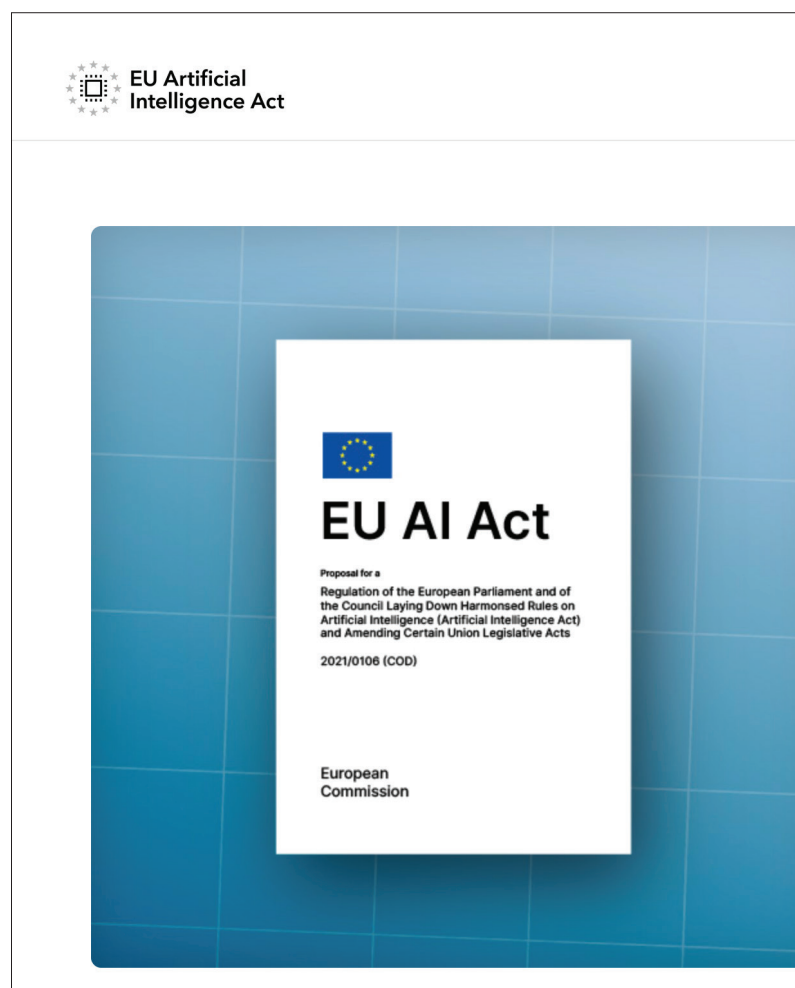 EU Artificial
Intelligence Act
EU AI Act
Proposal for a
Regulation of the European Parliament and of
the Council Laying Down Harmonsed Rules on
Artificial Intelligence (Artificial Intelligence Act)
and Amending Certain Union Legislative Acts
2021/0106 (COD)
European
Commission